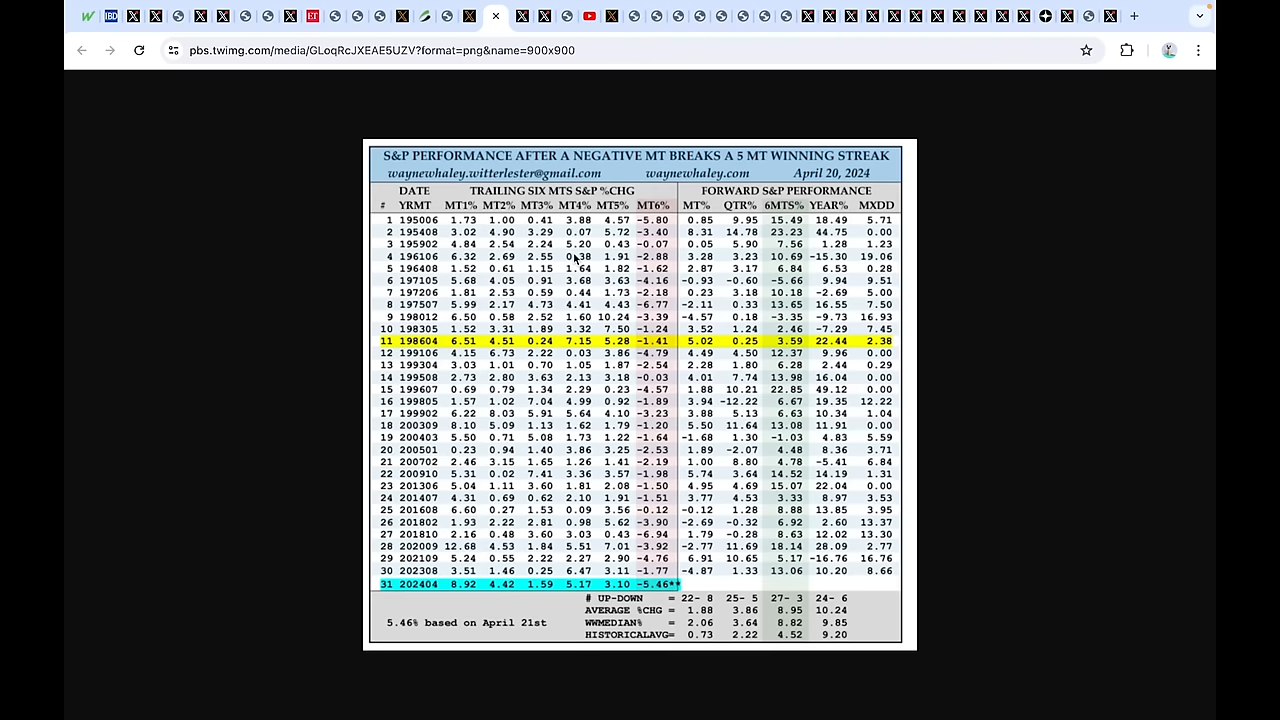 pbs.twimg.com/media/GLoqRcJXEAE5UZV?format=png&name=900x900
S&P PERFORMANCE AFTER A NEGATIVE MT BREAKS A 5 MT WINNING STREAK
waynewhaley.witterlester@gmail.com waynewhaley.com April 20, 2024
DATE TRAILING SIX MTS S&P %CHG FORWARD S&P PERFORMANCE
# YRMT MT1% MT2% MT3% MT4% MT5% MT6% MT% QTR% 6MTS% YEAR% MXDD
1 195006 1.73 1.00 0.41 3.88 4.57 -5.80 0.85 9.95 15.49 18.49 5.71
2 195408 3.02 4.90 3.29 0.07 5.72 -3.40 8.31 14.78 23.23 44.75 0.00
3 195902 4.84 2.54 2.24 5.20 0.43 -0.07 0.05 5.90 7.56 1.28 1.23
4 196106 6.32 2.69 2.55 0.38 1.91 -2.88 3.28 3.23 10.69 -15.30 19.06
5 196408 1.52 0.61 1.15 1.64 1.82 -1.62 2.87 3.17 6.84 6.53 0.28
6 197105 5.68 4.05 0.91 3.68 3.63 -4.16 -0.93 -0.60 -5.66 9.94 9.51
7 197206 1.81 2.53 0.59 0.44 1.73 -2.18 0.23 3.18 10.18 -2.69 5.00
8 197507 5.99 2.17 4.73 4.41 4.43 -6.77 -2.11 0.33 13.65 16.55 7.50
9 198012 6.50 0.58 2.52 1.60 10.24 -3.39 -4.57 0.18 -3.35 -9.73 16.93
10 198305 1.52 3.31 1.89 3.32 7.50 -1.24 3.52 1.24 2.46 -7.29 7.45
11 198604 6.51 4.51 0.24 7.15 5.28 -1.41 5.02 0.25 3.59 22.44 2.38
12 199106 4.15 6.73 2.22 0.03 3.86 -4.79 4.49 4.50 12.37 9.96 0.00
13 199304 3.03 1.01 0.70 1.05 1.87 -2.54 2.28 1.80 6.28 2.44 0.29
14 199508 2.73 2.80 3.63 2.13 3.18 -0.03 4.01 7.74 13.98 16.04 0.00
15 199607 0.69 0.79 1.34 2.29 0.23 -4.57 1.88 10.21 22.85 49.12 0.00
16 199805 1.57 1.02 7.04 4.99 0.92 -1.89 3.94 -12.22 6.67 19.35 12.22
17 199902 6.22 8.03 5.91 5.64 4.10 -3.23 3.88 5.13 6.63 10.34 1.04
18 200309 8.10 5.09 1.13 1.62 1.79 -1.20 5.50 11.64 13.08 11.91 0.00
19 200403 5.50 0.71 5.08 1.73 1.22 -1.64 -1.68 1.30 -1.03 4.83 5.59
20 200501 0.23 0.94 1.40 3.86 3.25 -2.53 1.89 -2.07 4.48 8.36 3.71
21 200702 2.46 3.15 1.65 1.26 1.41 -2.19 1.00 8.80 4.78 -5.41 6.84
22 200910 5.31 0.02 7.41 3.36 3.57 -1.98 5.74 3.64 14.52 14.19 1.31
23 201306 5.04 1.11 3.60 1.81 2.08 -1.50 4.95 4.69 15.07 22.04 0.00
24 201407 4.31 0.69 0.62 2.10 1.91 -1.51 3.77 4.53 3.33 8.97 3.53
25 201608 6.60 0.27 1.53 0.09 3.56 -0.12 -0.12 1.28 8.88 13.85 3.95
26 201802 1.93 2.22 2.81 0.98 5.62 -3.90 -2.69 -0.32 6.92 2.60 13.37
27 201810 2.16 0.48 3.60 3.03 0.43 -6.94 1.79 -0.28 8.63 12.02 13.30
28 202009 12.68 4.53 1.84 5.51 7.01 -3.92 -2.77 11.69 18.14 28.09 2.77
29 202109 5.24 0.55 2.22 2.27 2.90 -4.76 6.91 10.65 5.17 -16.76 16.76
30 202308 3.51 1.46 0.25 6.47 3.11 -1.77 -4.87 1.33 13.06 10.20 8.66
31 202404 8.92 4.42 1.59 5.17 3.10 -5.46**
# UP-DOWN = 22- 8 25- 5 27- 3 24- 6
AVERAGE %CHG = 1.88 3.86 8.95 10.24
5.46% based on April 21st WWMEDIAN% = 2.06 3.64 8.82 9.85
HISTORICALAVG= 0.73 2.22 4.52 9.20